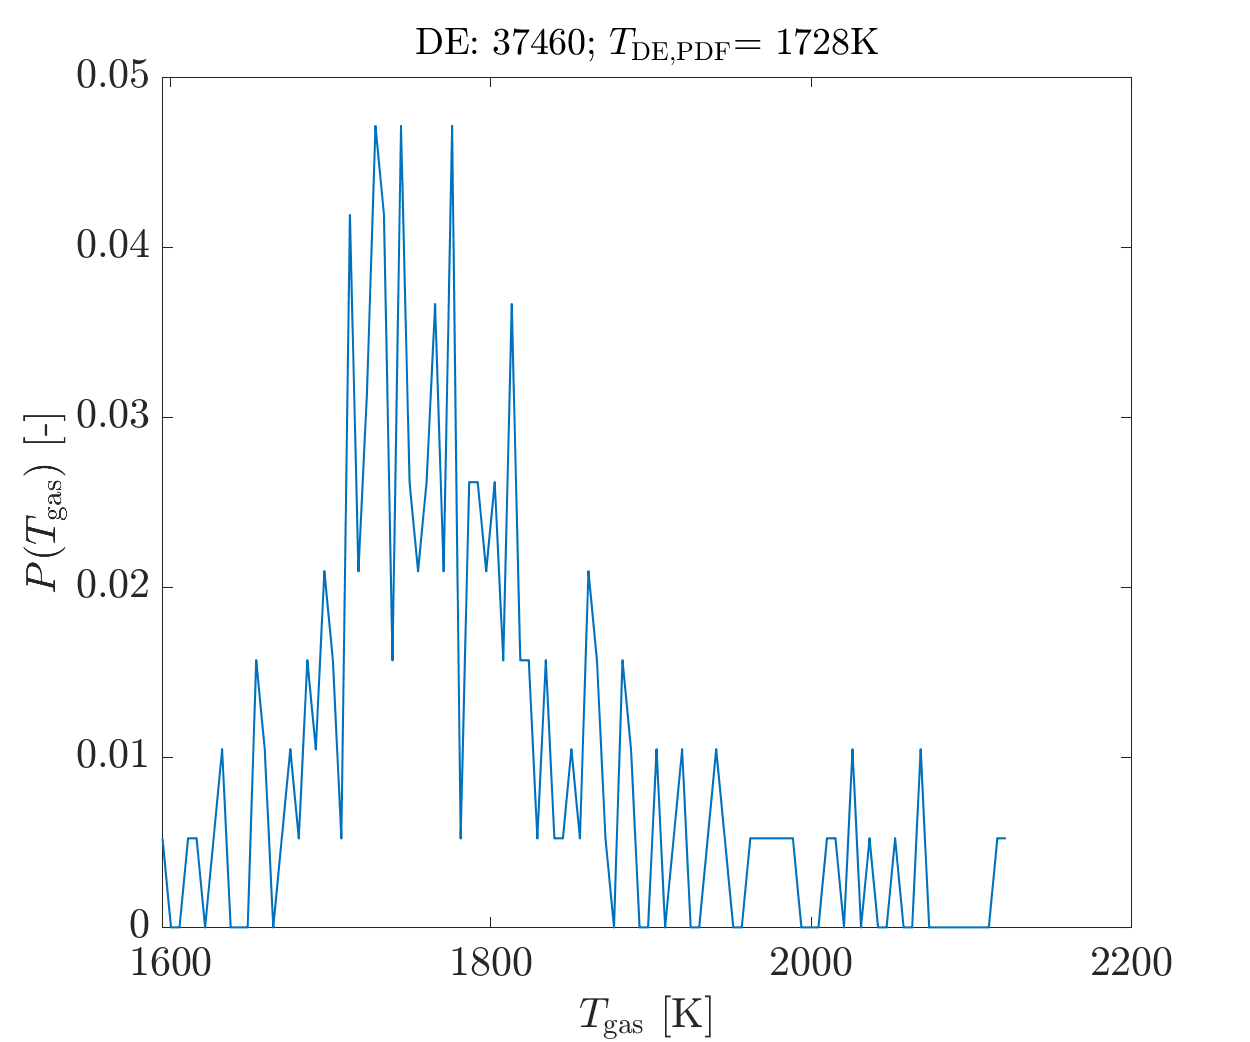 DE: 37460; T_DE,PDF= 1728K
0.05
0.04
0.03
0.02
0.01
0
P(T_gas) [-]
1600 1800 2000 2200
T_gas [K]